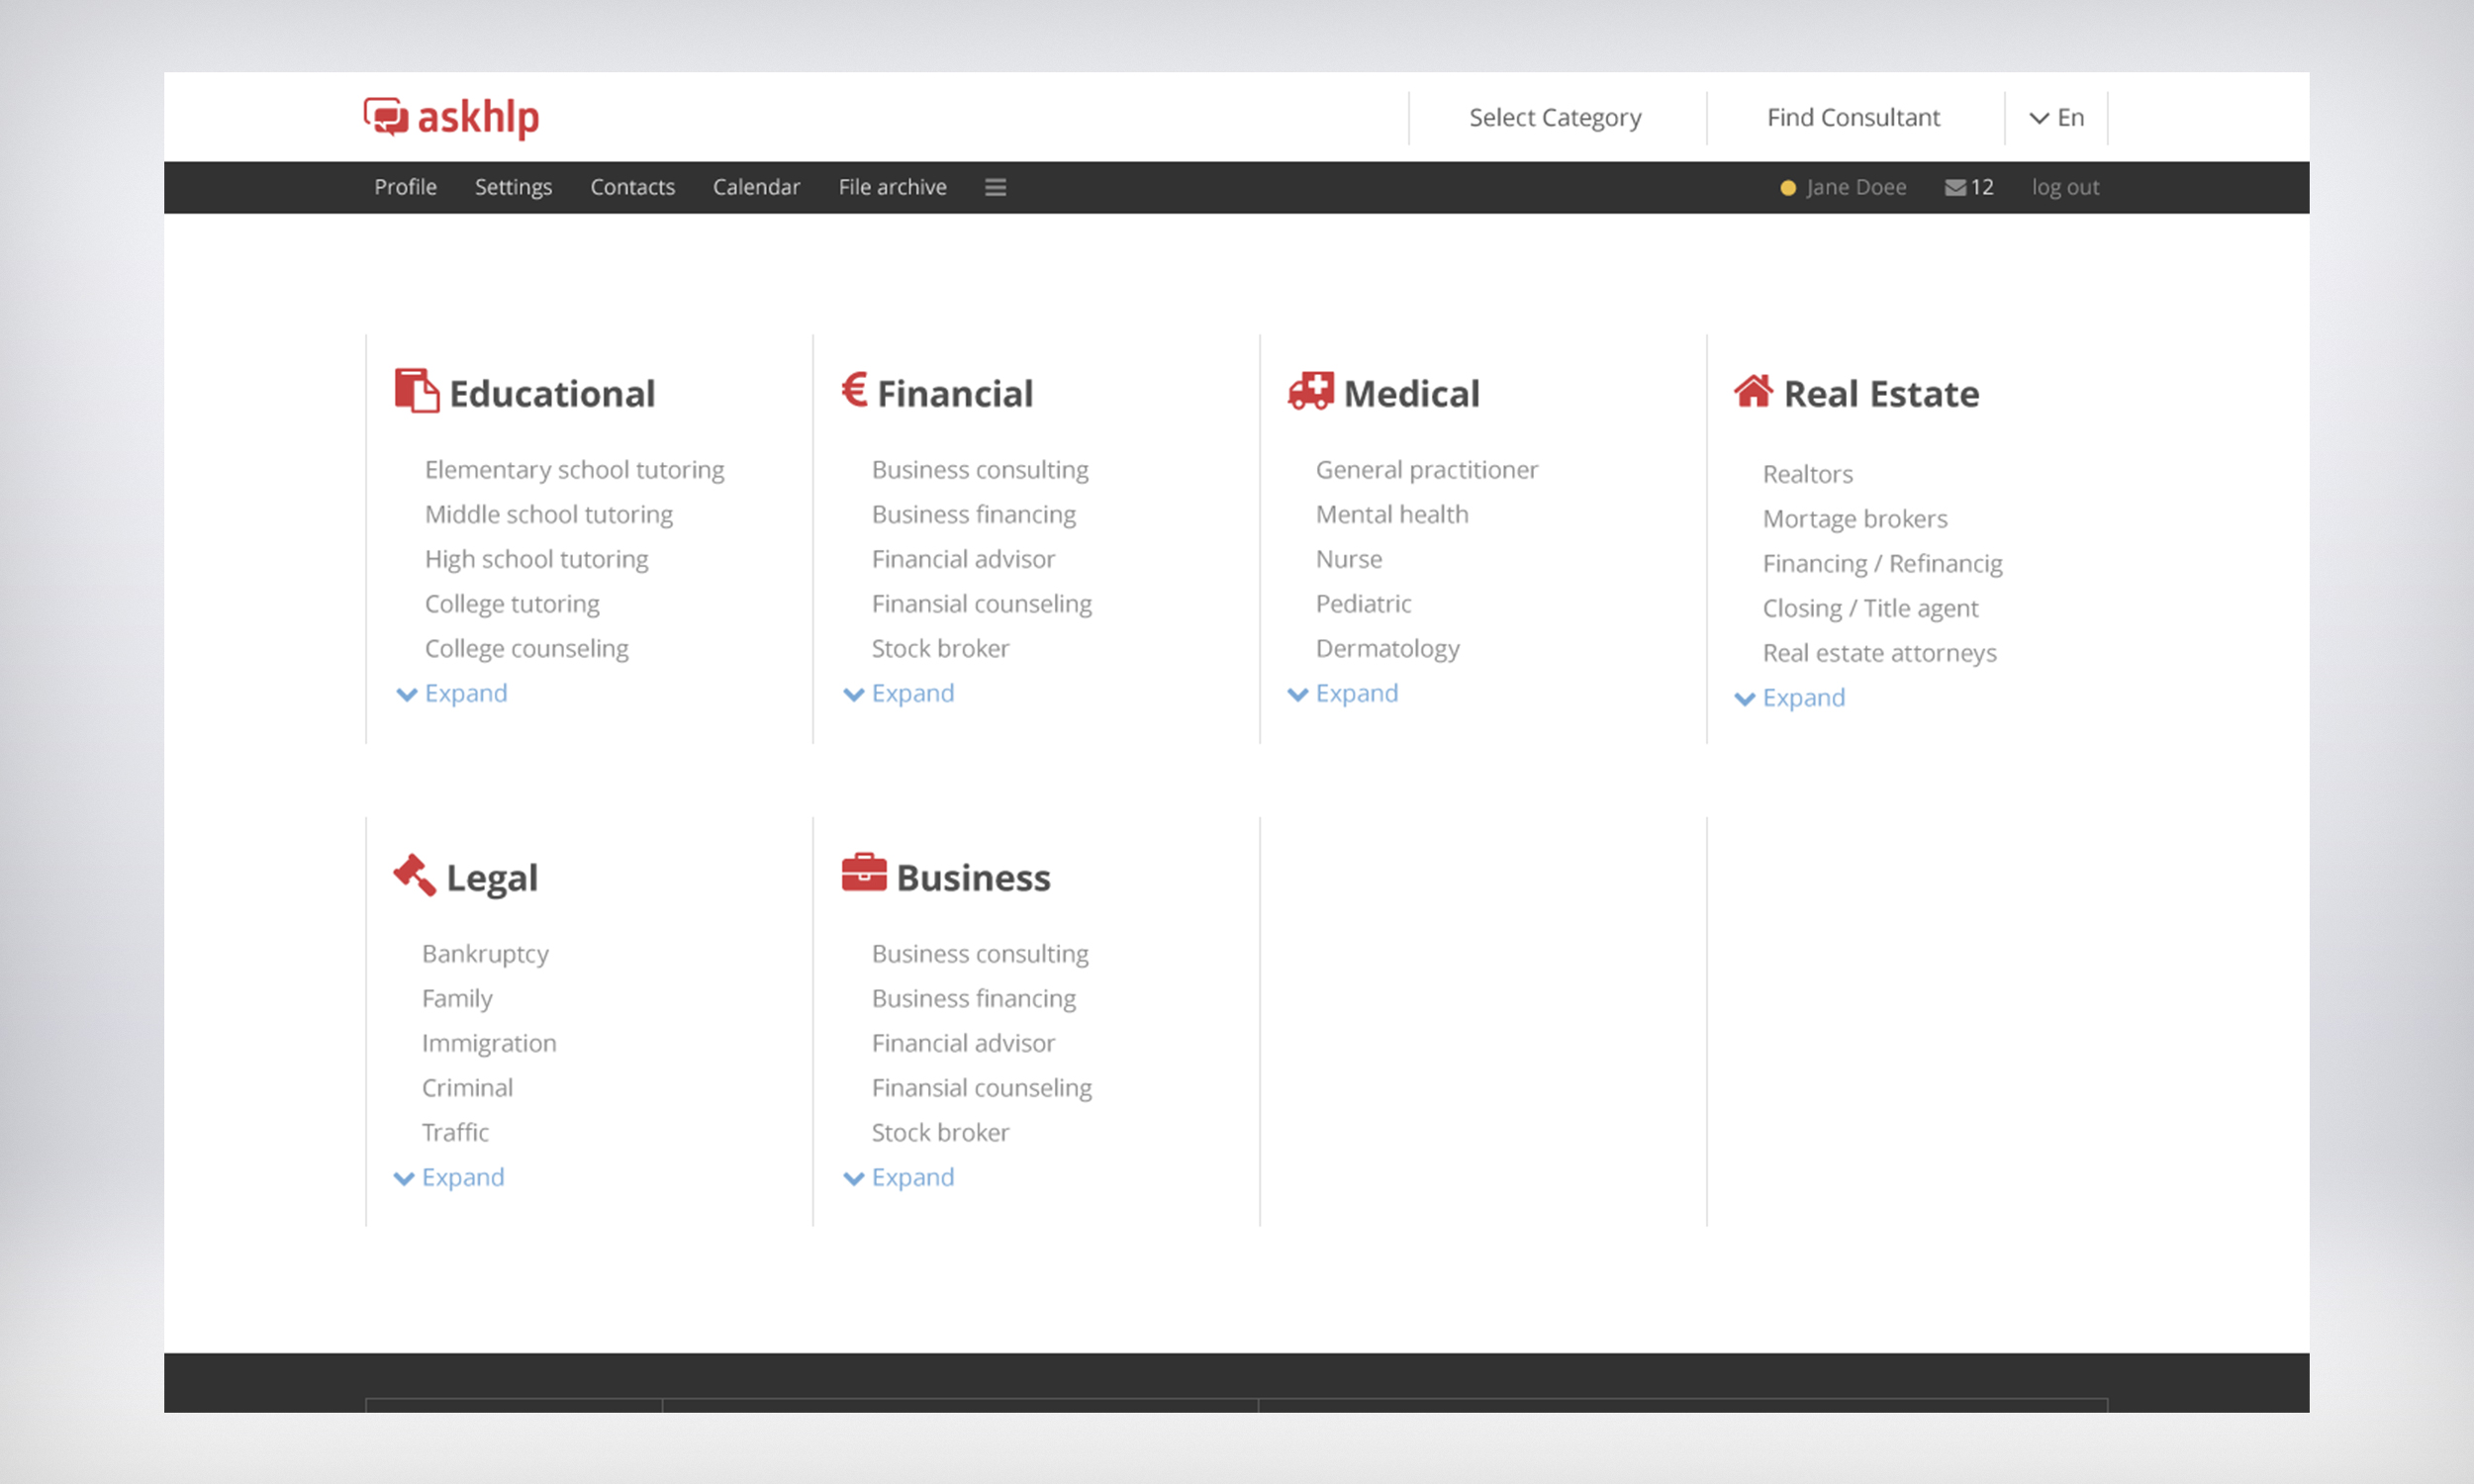 askhlp
Select Category
Find Consultant
En
Profile
Settings
Contacts
Calendar
File archive
Jane Doee
12
log out
Educational
Elementary school tutoring
Middle school tutoring
High school tutoring
College tutoring
College counseling
Expand
€ Financial
Business consulting
Business financing
Financial advisor
Finansial counseling
Stock broker
Expand
Medical
General practitioner
Mental health
Nurse
Pediatric
Dermatology
Expand
Real Estate
Realtors
Mortage brokers
Financing / Refinancig
Closing / Title agent
Real estate attorneys
Expand
Legal
Bankruptcy
Family
Immigration
Criminal
Traffic
Expand
Business
Business consulting
Business financing
Financial advisor
Finansial counseling
Stock broker
Expand